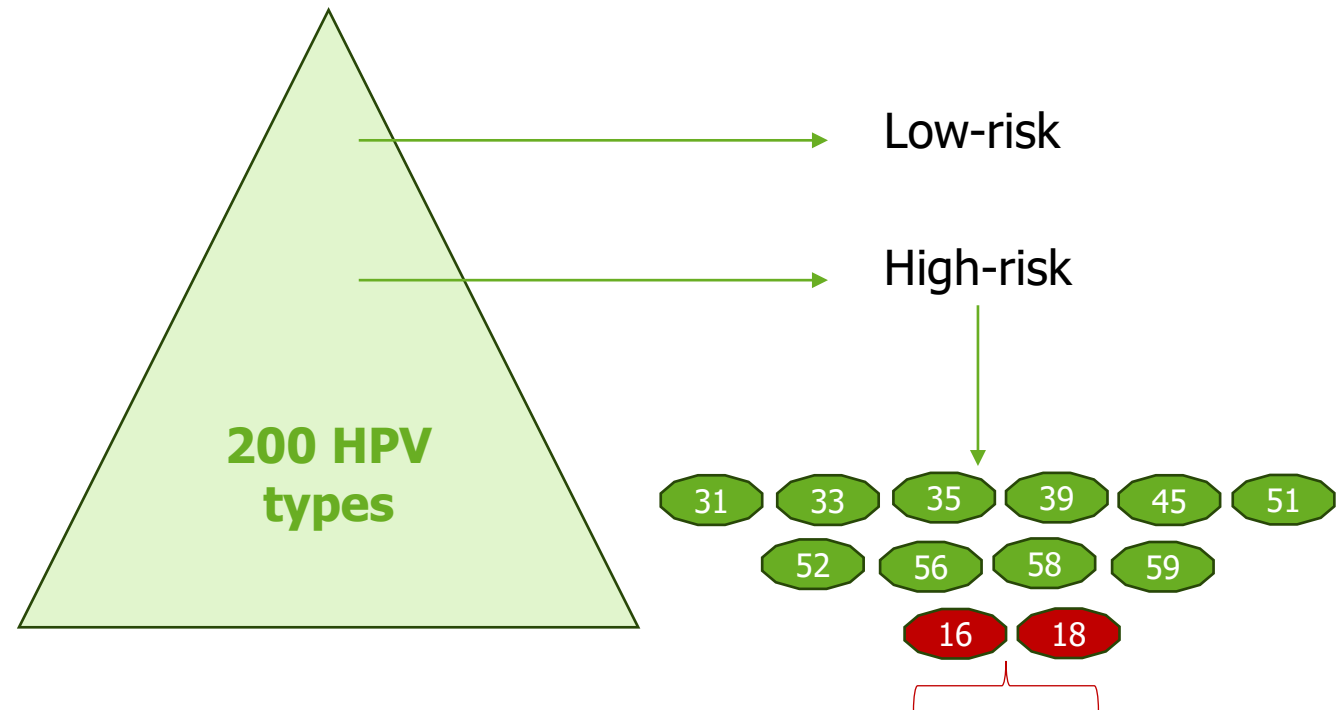 Low-risk
High-risk
200 HPV
types
31 33 35 39 45 51
52 56 58 59
16 18